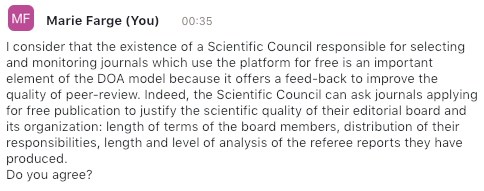 MF Marie Farge (You) 00:35
I consider that the existence of a Scientific Council responsible for selecting
and monitoring journals which use the platform for free is an important
element of the DOA model because it offers a feed-back to improve the
quality of peer-review. Indeed, the Scientific Council can ask journals applying
for free publication to justify the scientific quality of their editorial board and
its organization: length of terms of the board members, distribution of their
responsibilities, length and level of analysis of the referee reports they have
produced.
Do you agree?